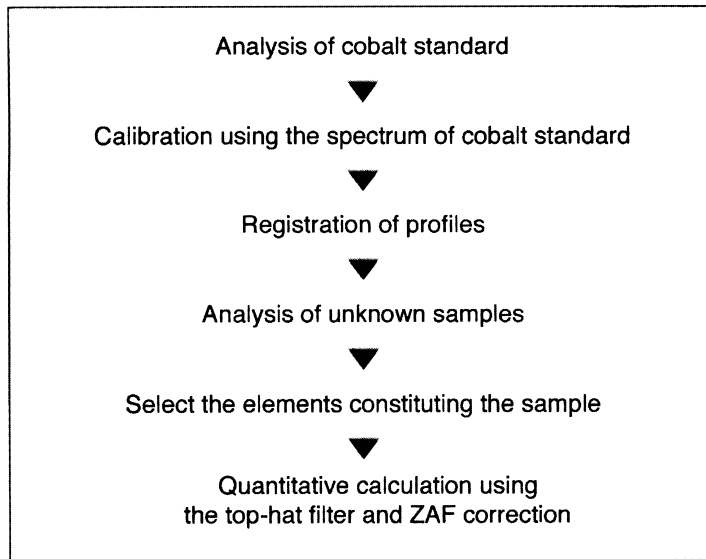 Analysis of cobalt standard
Calibration using the spectrum of cobalt standard
Registration of profiles
Analysis of unknown samples
Select the elements constituting the sample
Quantitative calculation using
the top-hat filter and ZAF correction